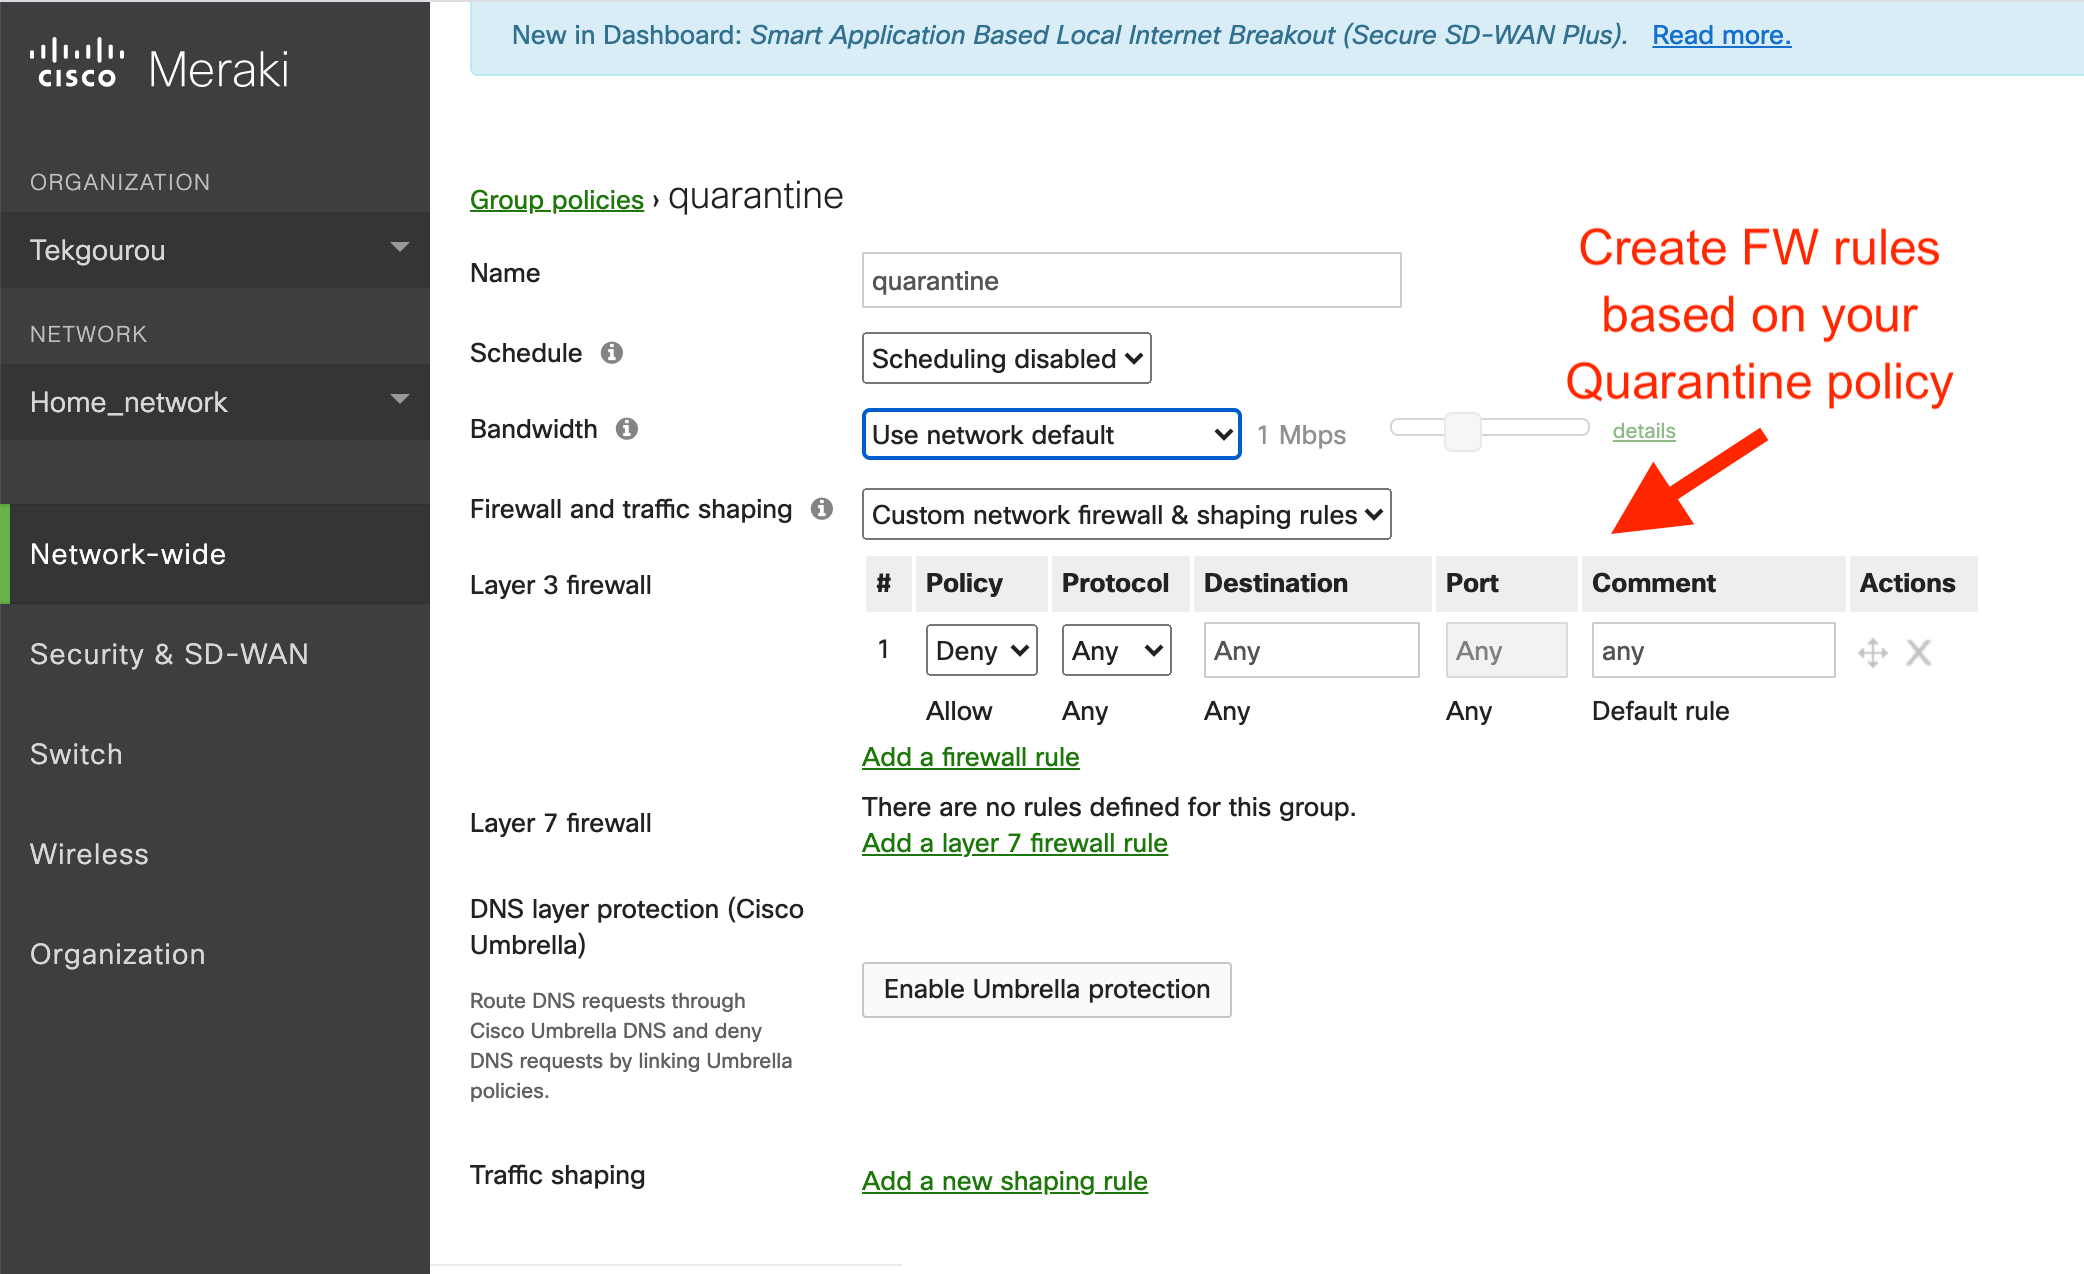 New in Dashboard: Smart Application Based Local Internet Breakout (Secure SD-WAN Plus). Read more.
cisco Meraki
ORGANIZATION
Tekgourou
NETWORK
Home_network
Network-wide
Security & SD-WAN
Switch
Wireless
Organization
Group policies › quarantine
Create FW rules
based on your
Quarantine policy
Name quarantine
Schedule Scheduling disabled
Bandwidth Use network default 1 Mbps details
Firewall and traffic shaping Custom network firewall & shaping rules
Layer 3 firewall
# Policy Protocol Destination Port Comment Actions
1 Deny Any Any Any any X
Allow Any Any Any Default rule
Add a firewall rule
Layer 7 firewall
There are no rules defined for this group.
Add a layer 7 firewall rule
DNS layer protection (Cisco
Umbrella)
Route DNS requests through
Cisco Umbrella DNS and deny
DNS requests by linking Umbrella
policies.
Enable Umbrella protection
Traffic shaping Add a new shaping rule